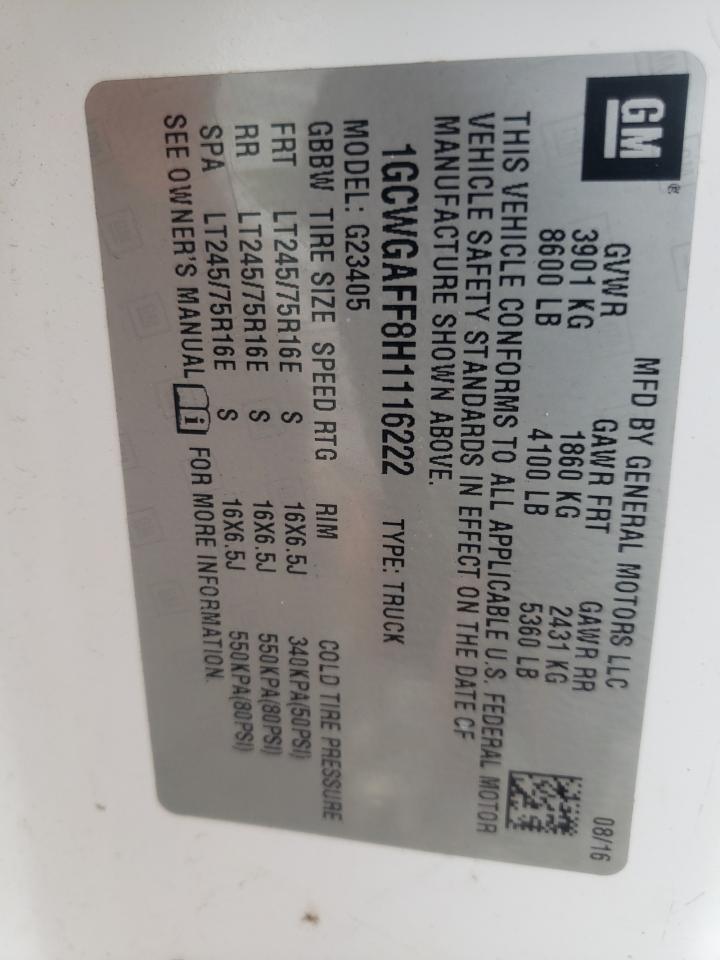 GM®
MFD BY GENERAL MOTORS LLC 08/16
GVWR GAWR FRT GAWR RR
3901 KG 1860 KG 2431 KG
8600 LB 4100 LB 5360 LB
THIS VEHICLE CONFORMS TO ALL APPLICABLE U.S. FEDERAL MOTOR
VEHICLE SAFETY STANDARDS IN EFFECT ON THE DATE OF
MANUFACTURE SHOWN ABOVE.
1GCWGAFF8H1116222 TYPE: TRUCK
MODEL: G23405
GBBW TIRE SIZE SPEED RTG RIM COLD TIRE PRESSURE
FRT LT245/75R16E S 16X6.5J 340KPA(50PSI)
RR LT245/75R16E S 16X6.5J 550KPA(80PSI)
SPA LT245/75R16E S 16X6.5J 550KPA(80PSI)
SEE OWNER'S MANUAL i FOR MORE INFORMATION.